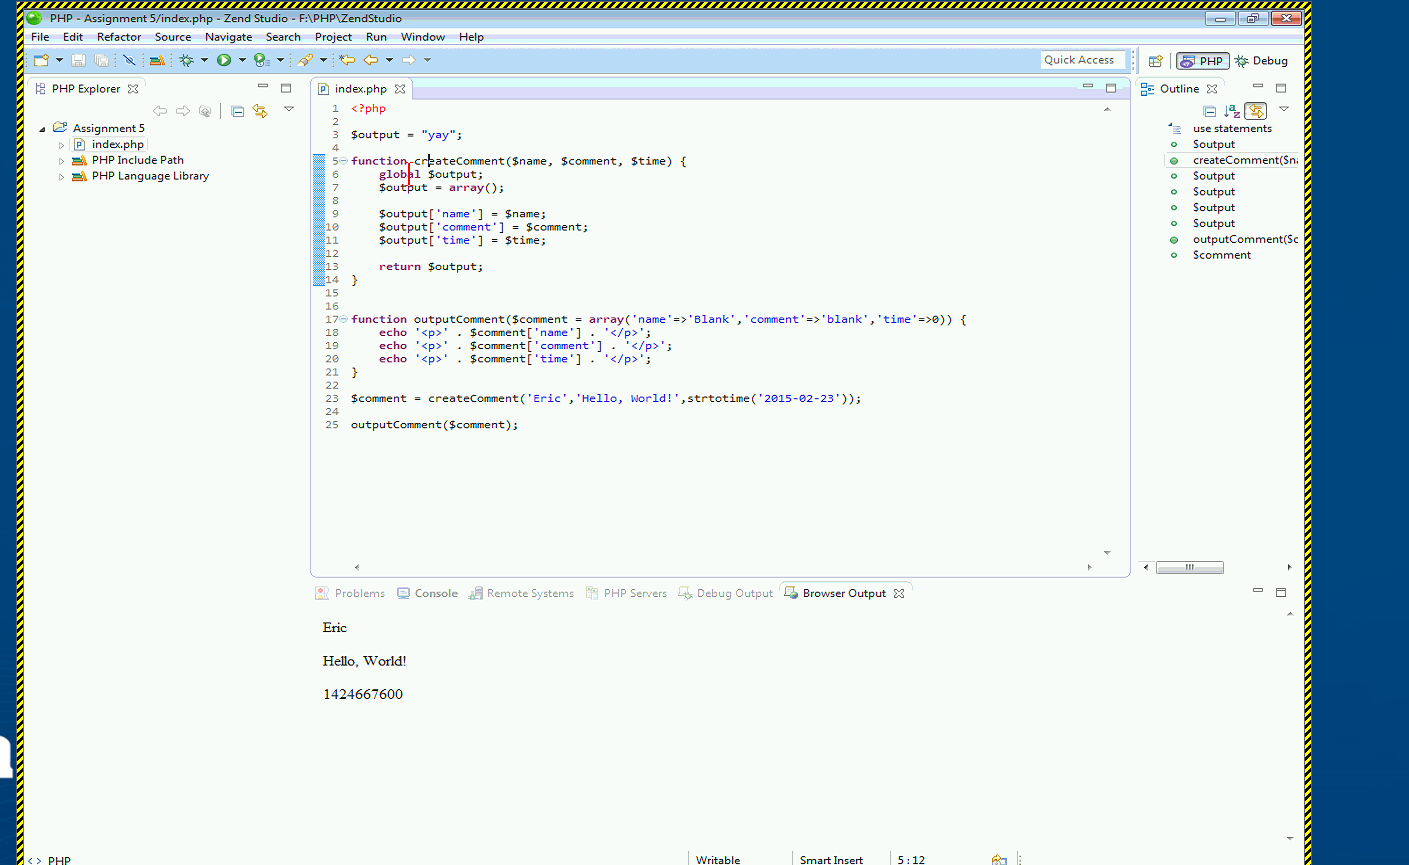 PHP - Assignment 5/index.php - Zend Studio - F:\PHP\ZendStudio
File Edit Refactor Source Navigate Search Project Run Window Help
Quick Access
PHP Debug
PHP Explorer
Assignment 5
index.php
PHP Include Path
PHP Language Library
index.php
1 <?php
2
3 $output = "yay";
4
5 function createComment($name, $comment, $time) {
6 global $output;
7 $output = array();
8
9 $output['name'] = $name;
10 $output['comment'] = $comment;
11 $output['time'] = $time;
12
13 return $output;
14 }
15
16
17 function outputComment($comment = array('name'=>'Blank','comment'=>'blank','time'=>0)) {
18 echo '<p>' . $comment['name'] . '</p>';
19 echo '<p>' . $comment['comment'] . '</p>';
20 echo '<p>' . $comment['time'] . '</p>';
21 }
22
23 $comment = createComment('Eric','Hello, World!',strtotime('2015-02-23'));
24
25 outputComment($comment);
Outline
use statements
$output
createComment($na
$output
$output
$output
$output
outputComment($c
$comment
Problems Console Remote Systems PHP Servers Debug Output Browser Output
Eric
Hello, World!
1424667600
<> PHP
Writable Smart Insert 5:12